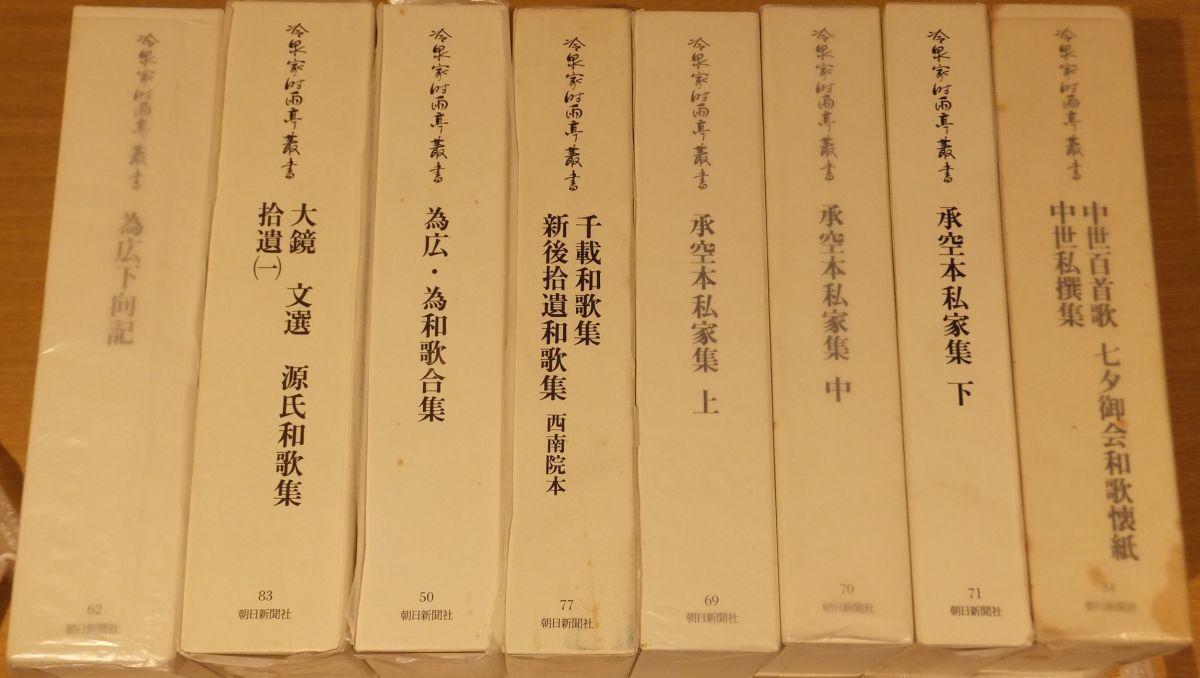 冷泉家時雨亭叢書
為広下向記
62
朝日新聞社
冷泉家時雨亭叢書
大鏡 文選 源氏和歌集
拾遺(一)
83
朝日新聞社
冷泉家時雨亭叢書
為広・為和歌合集
50
朝日新聞社
冷泉家時雨亭叢書
千載和歌集
新後拾遺和歌集 西南院本
77
朝日新聞社
冷泉家時雨亭叢書
承空本私家集 上
69
朝日新聞社
冷泉家時雨亭叢書
承空本私家集 中
70
朝日新聞社
冷泉家時雨亭叢書
承空本私家集 下
71
朝日新聞社
冷泉家時雨亭叢書
中世百首歌 七夕御会和歌懐紙
中世私撰集
34
朝日新聞社